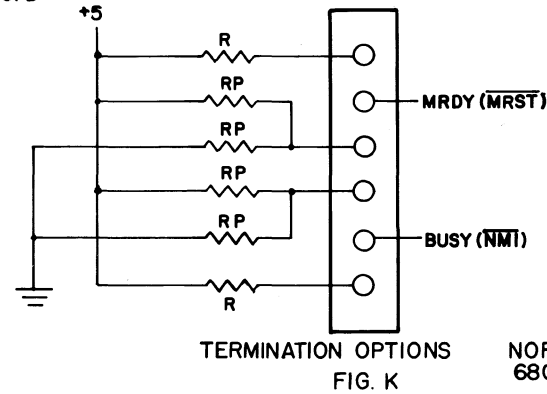 +5
R
RP
MRDY (MRST)
RP
RP
RP
BUSY (NMI)
R
TERMINATION OPTIONS
FIG. K